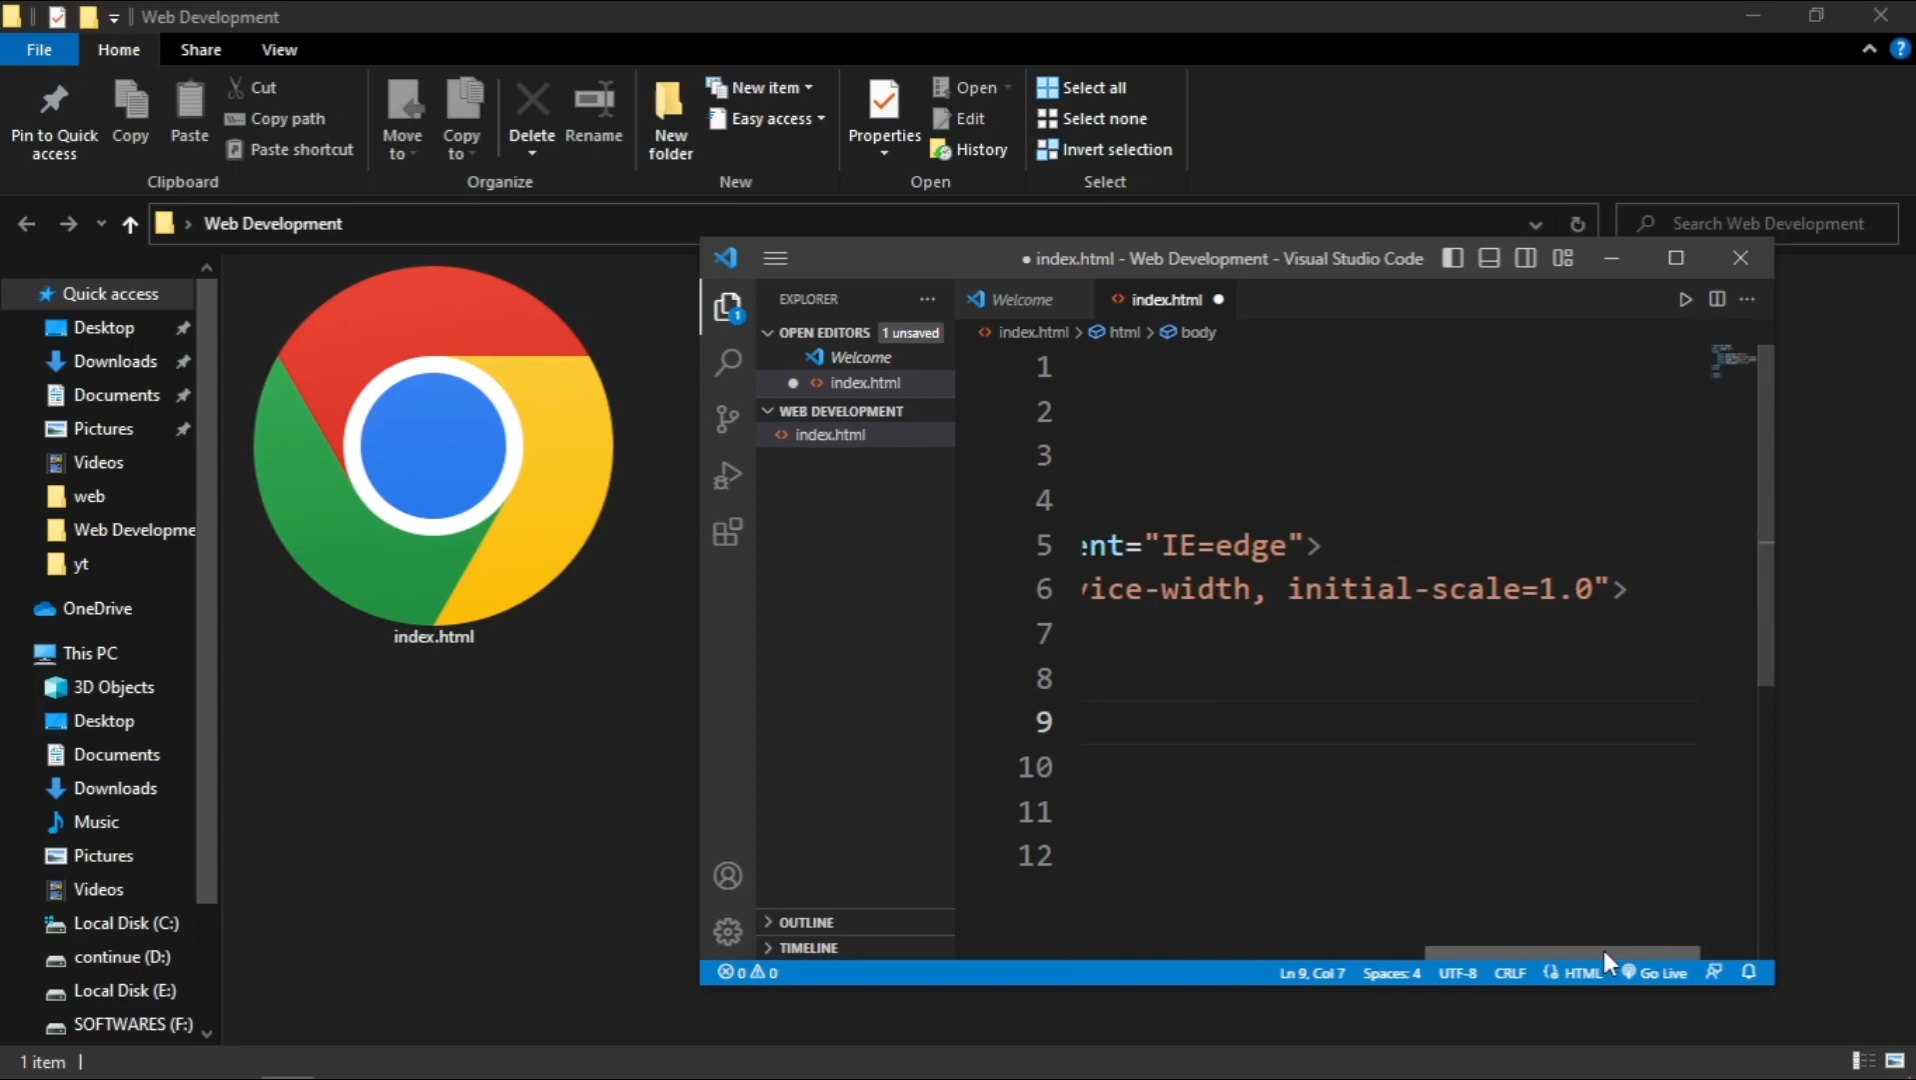 Web Development
File
Home
Share
View
Pin to Quick access
Copy
Paste
Cut
Copy path
Paste shortcut
Clipboard
Move to
Copy to
Delete
Rename
Organize
New folder
New item
Easy access
New
Properties
Open
Edit
History
Open
Select all
Select none
Invert selection
Select
Web Development
Search Web Development
Quick access
Desktop
Downloads
Documents
Pictures
Videos
web
Web Developme
yt
OneDrive
This PC
3D Objects
Desktop
Documents
Downloads
Music
Pictures
Videos
Local Disk (C:)
continue (D:)
Local Disk (E:)
SOFTWARES (F:)
1 item
index.html
● index.html - Web Development - Visual Studio Code
EXPLORER
1
OPEN EDITORS 1 unsaved
Welcome
index.html
WEB DEVELOPMENT
index.html
OUTLINE
TIMELINE
Welcome
index.html
index.html > html > body
1
2
3
4
5 ent="IE=edge">
6 vice-width, initial-scale=1.0">
7
8
9
10
11
12
0 0
Ln 9, Col 7
Spaces: 4
UTF-8
CRLF
HTML
Go Live